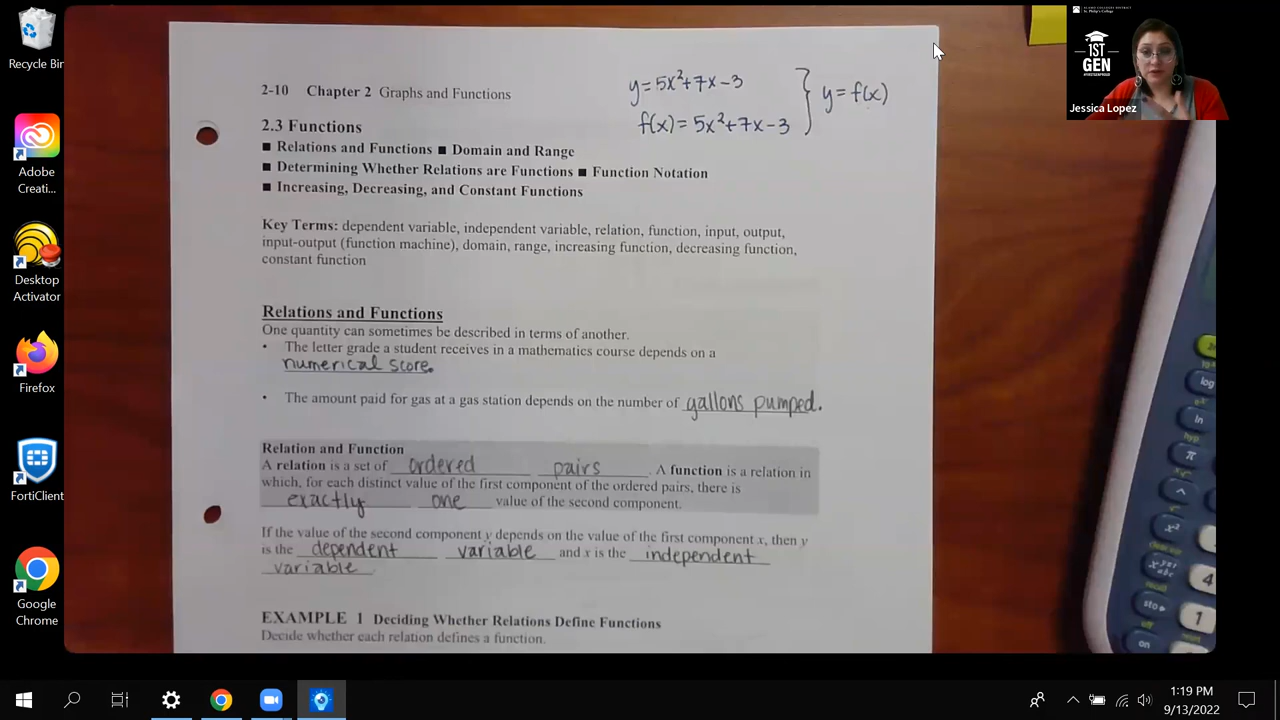 Recycle Bin
Adobe
Creati...
Desktop
Activator
Firefox
FortiClient
Google
Chrome
2-10 Chapter 2 Graphs and Functions
y = 5x²+7x-3
f(x) = 5x²+7x-3
y = f(x)
2.3 Functions
■ Relations and Functions ■ Domain and Range
■ Determining Whether Relations are Functions ■ Function Notation
■ Increasing, Decreasing, and Constant Functions
Key Terms: dependent variable, independent variable, relation, function, input, output,
input-output (function machine), domain, range, increasing function, decreasing function,
constant function
Relations and Functions
One quantity can sometimes be described in terms of another.
• The letter grade a student receives in a mathematics course depends on a
numerical score.
• The amount paid for gas at a gas station depends on the number of gallons pumped.
Relation and Function
A relation is a set of ordered pairs. A function is a relation in
which, for each distinct value of the first component of the ordered pairs, there is
exactly one value of the second component.
If the value of the second component y depends on the value of the first component x, then y
is the dependent variable and x is the independent
variable
EXAMPLE 1 Deciding Whether Relations Define Functions
Decide whether each relation defines a function.
1ST
GEN
Jessica Lopez
log
ln
hyp
π
^
x²
sto▸
on
4
1
1:19 PM
9/13/2022